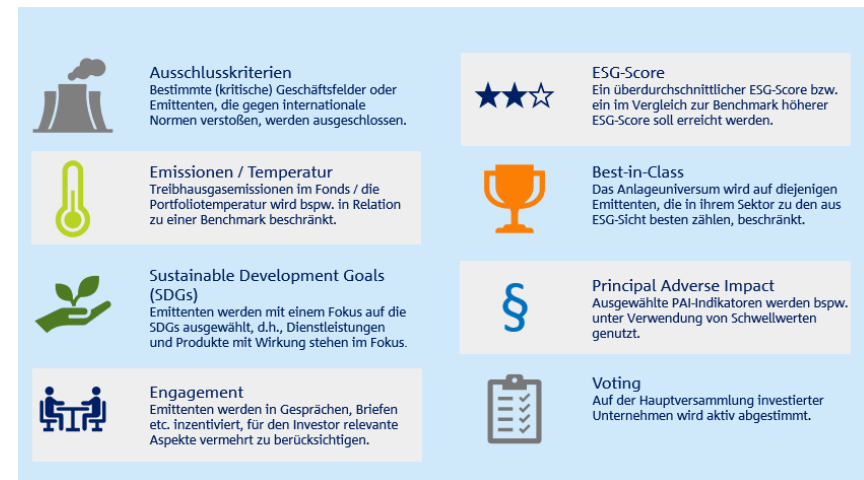 Ausschlusskriterien
Bestimmte (kritische) Geschäftsfelder oder
Emittenten, die gegen internationale
Normen verstoßen, werden ausgeschlossen.
Emissionen / Temperatur
Treibhausgasemissionen im Fonds / die
Portfoliotemperatur wird bspw. in Relation
zu einer Benchmark beschränkt.
Sustainable Development Goals
(SDGs)
Emittenten werden mit einem Fokus auf die
SDGs ausgewählt, d.h., Dienstleistungen
und Produkte mit Wirkung stehen im Fokus.
Engagement
Emittenten werden in Gesprächen, Briefen
etc. inzentiviert, für den Investor relevante
Aspekte vermehrt zu berücksichtigen.
ESG-Score
Ein überdurchschnittlicher ESG-Score bzw.
ein im Vergleich zur Benchmark höherer
ESG-Score soll erreicht werden.
Best-in-Class
Das Anlageuniversum wird auf diejenigen
Emittenten, die in ihrem Sektor zu den aus
ESG-Sicht besten zählen, beschränkt.
§
Principal Adverse Impact
Ausgewählte PAI-Indikatoren werden bspw.
unter Verwendung von Schwellwerten
genutzt.
Voting
Auf der Hauptversammlung investierter
Unternehmen wird aktiv abgestimmt.